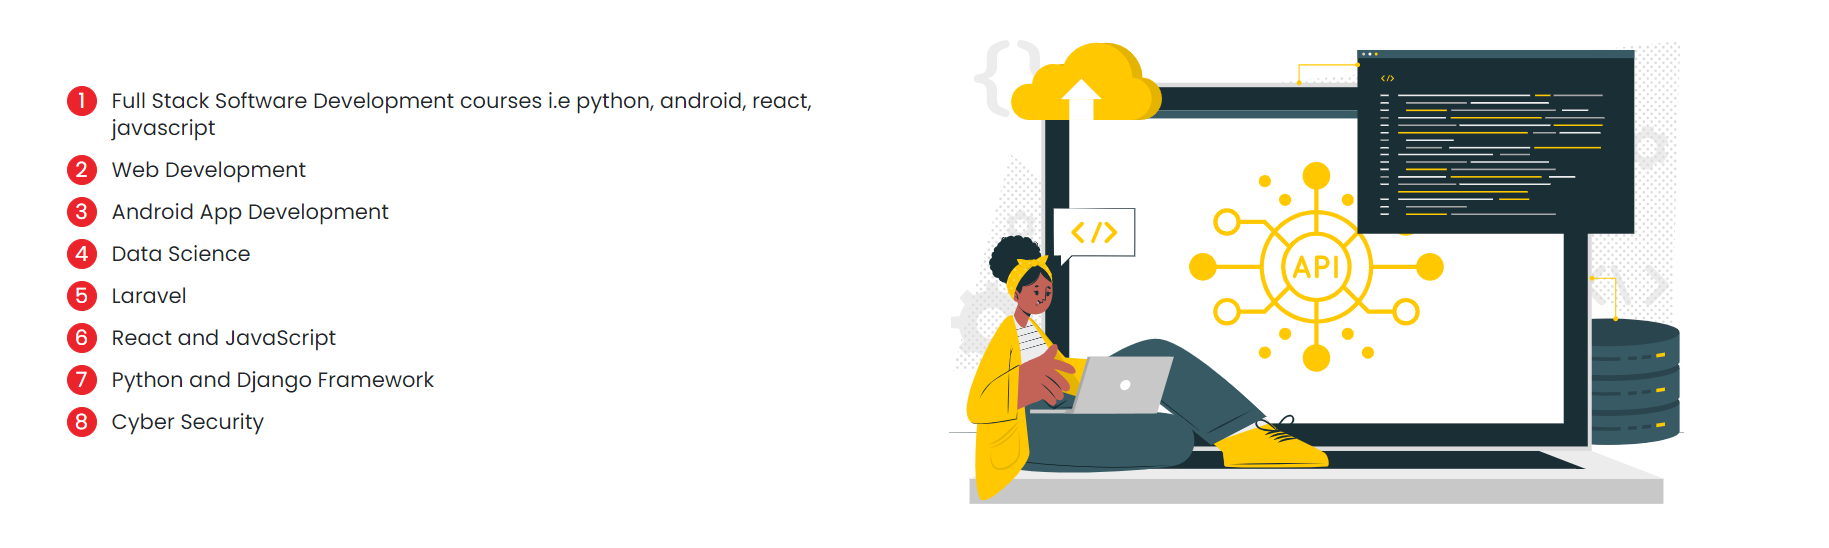 1 Full Stack Software Development courses i.e python, android, react,
javascript
2 Web Development
3 Android App Development
4 Data Science
5 Laravel
6 React and JavaScript
7 Python and Django Framework
8 Cyber Security
</>
</>
API